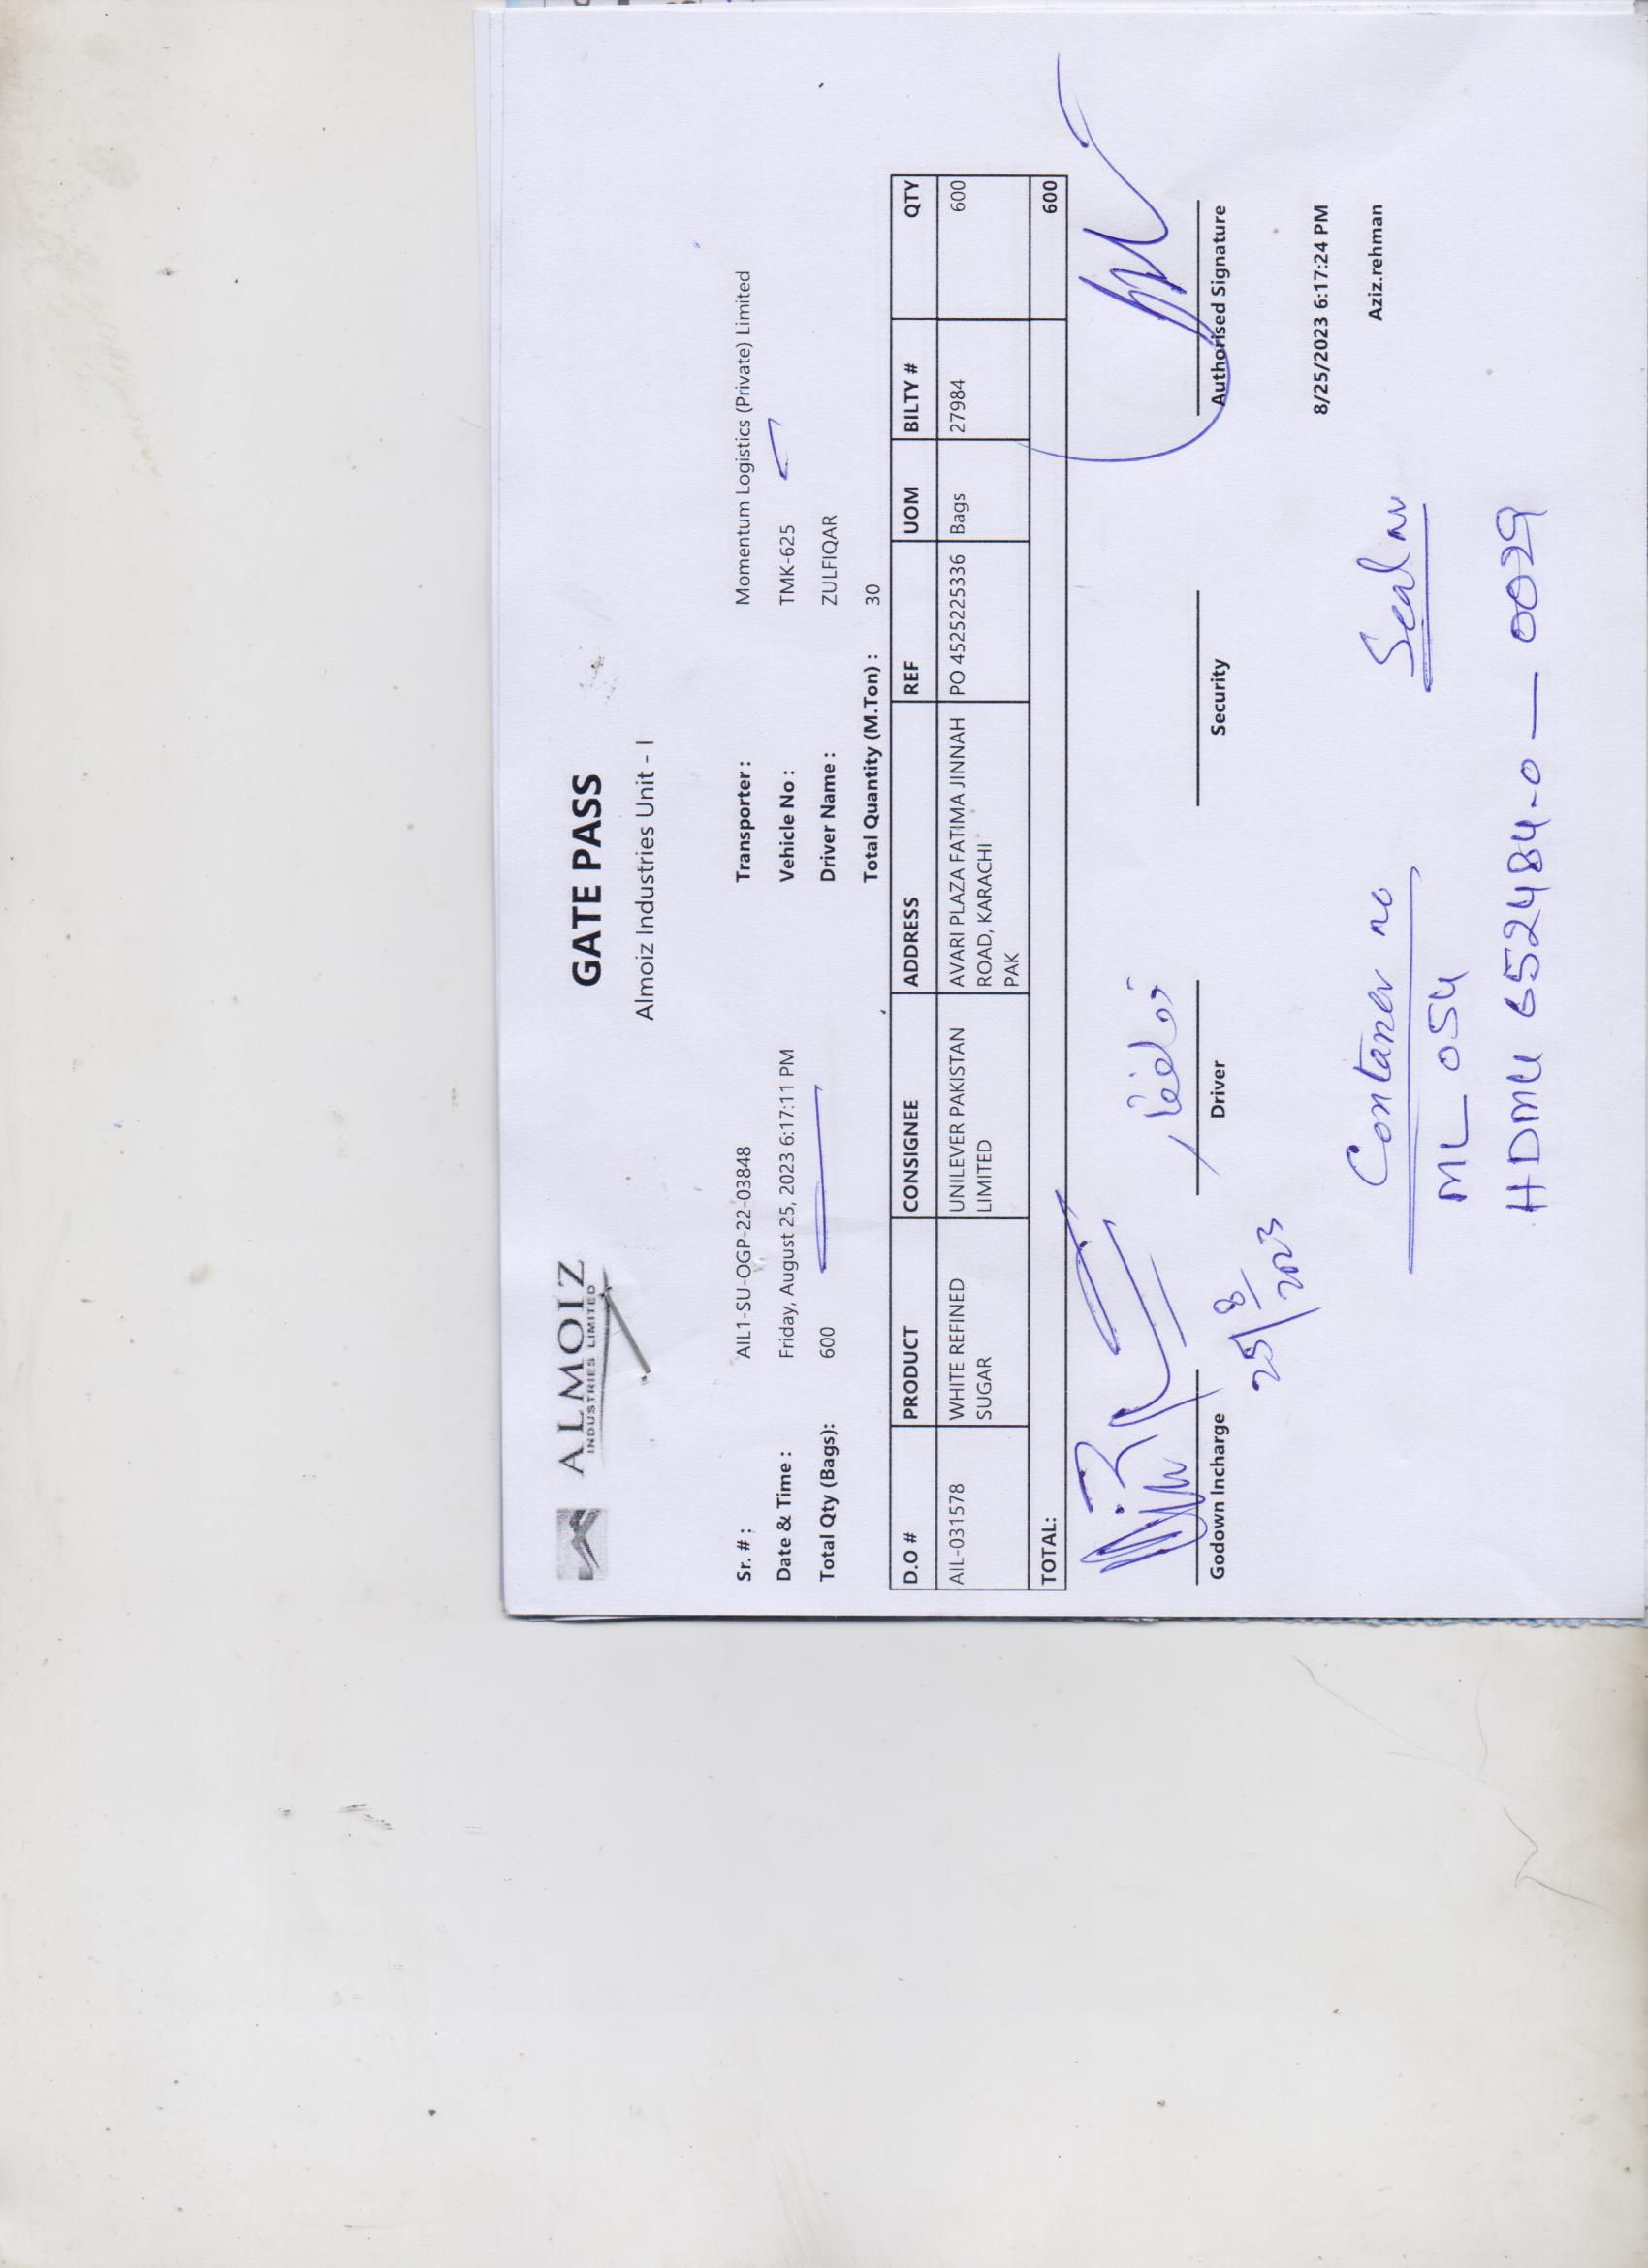 ALMOIZ
INDUSTRIES LIMITED
GATE PASS
Almoiz Industries Unit - I
Sr. # : AIL1-SU-OGP-22-03848 Transporter : Momentum Logistics (Private) Limited
Date & Time : Friday, August 25, 2023 6:17:11 PM Vehicle No : TMK-625
Total Qty (Bags): 600 Driver Name : ZULFIQAR
Total Quantity (M.Ton) : 30
D.O # PRODUCT CONSIGNEE ADDRESS REF UOM BILTY # QTY
AIL-031578 WHITE REFINED UNILEVER PAKISTAN AVARI PLAZA FATIMA JINNAH PO 4525225336 Bags 27984 600
SUGAR LIMITED ROAD, KARACHI
PAK
TOTAL: 600
Godown Incharge Driver Security Authorised Signature
25/8/2023
8/25/2023 6:17:24 PM
Aziz.rehman
Contaner no Seal no
ML 054
HDMU 652484-0 — 0029